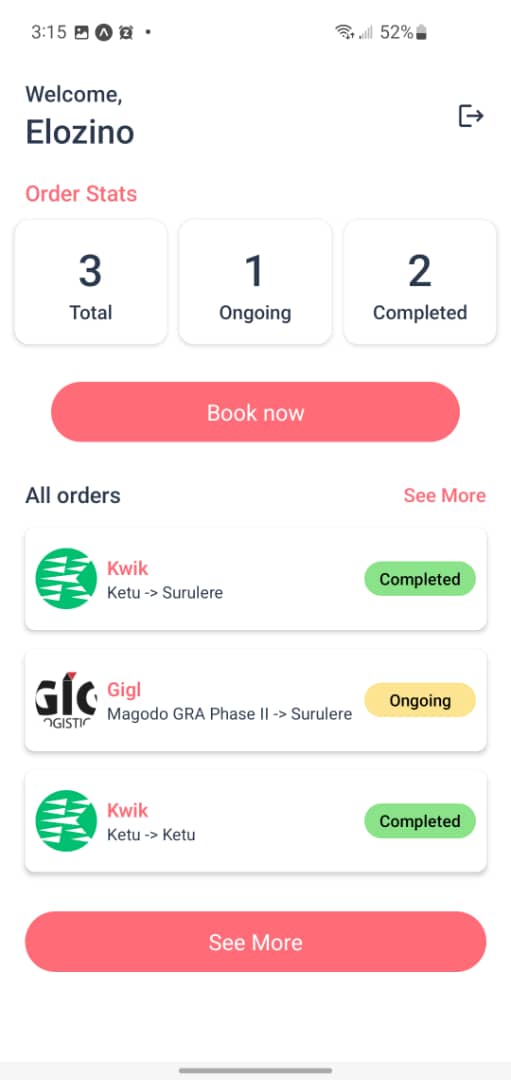 3:15
52%
Welcome,
Elozino
Order Stats
3
Total
1
Ongoing
2
Completed
Book now
All orders
See More
Kwik
Ketu -> Surulere
Completed
GIG
OGISTIC
Gigl
Magodo GRA Phase II -> Surulere
Ongoing
Kwik
Ketu -> Ketu
Completed
See More